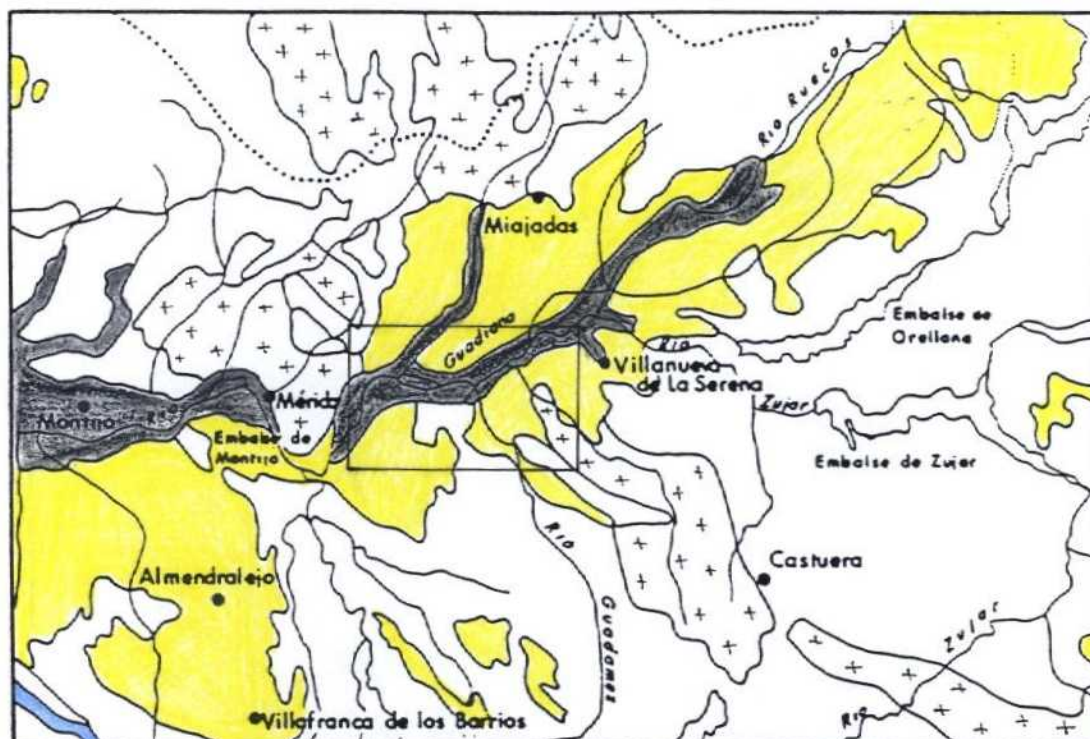 Rio Ruecas
Miajadas
Guadiana
Embalse de
Orellana
Rio
Villanueva
de La Serena
Zujar
Mérida
Montijo
Rio
Embalse de
Montijo
Embalse de Zujar
Rio
Guadamez
Castuera
Almendralejo
Zujar
Rio
Villafranca de los Barrios